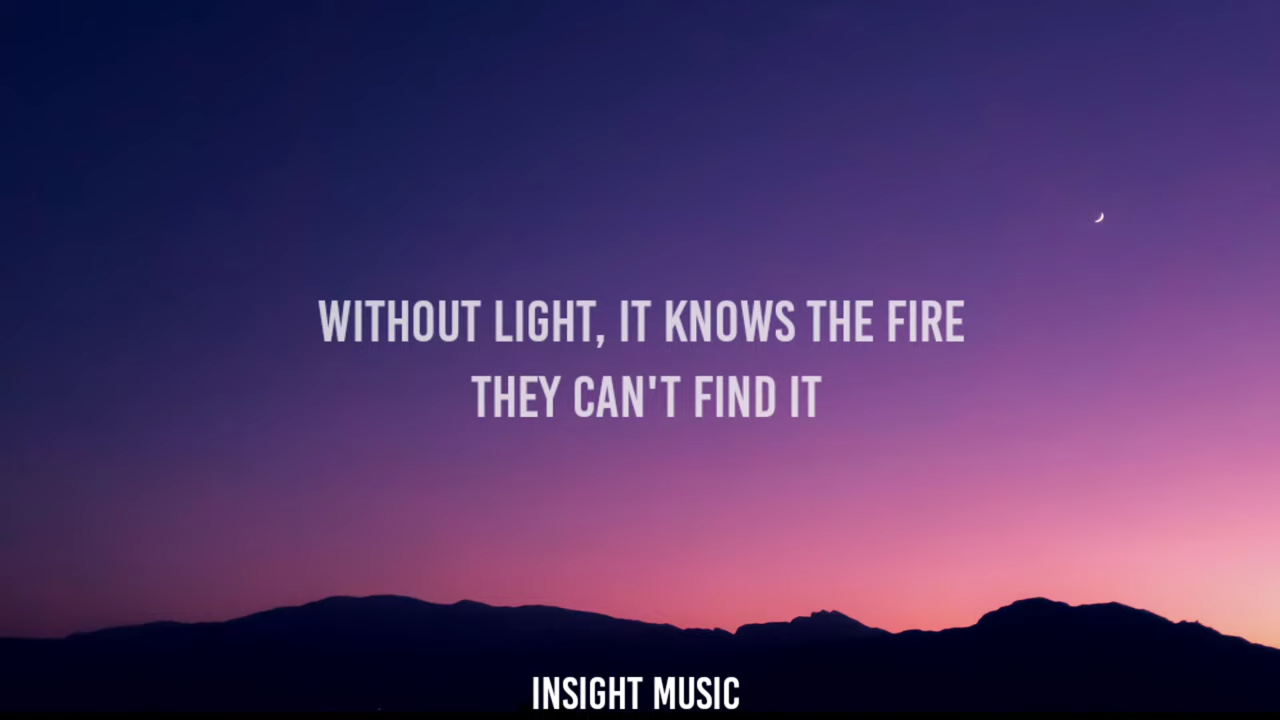 WITHOUT LIGHT, IT KNOWS THE FIRE
THEY CAN'T FIND IT
INSIGHT MUSIC